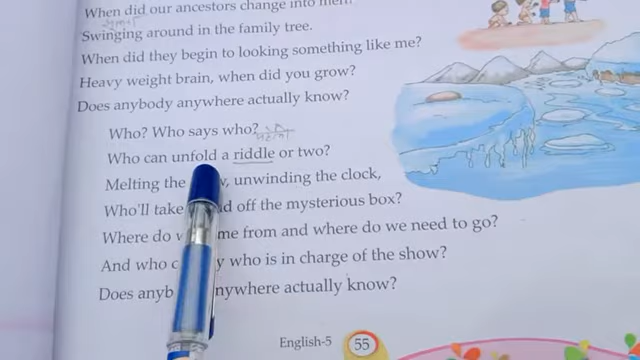 When did our ancestors change into men
Swinging around in the family tree.
When did they begin to looking something like me?
Heavy weight brain, when did you grow?
Does anybody anywhere actually know?
Who? Who says who?
Who can unfold a riddle or two?
Melting the unwinding the clock,
Who'll take off the mysterious box?
Where do from and where do we need to go?
And who who is in charge of the show?
Does anywhere actually know?
English-5
55